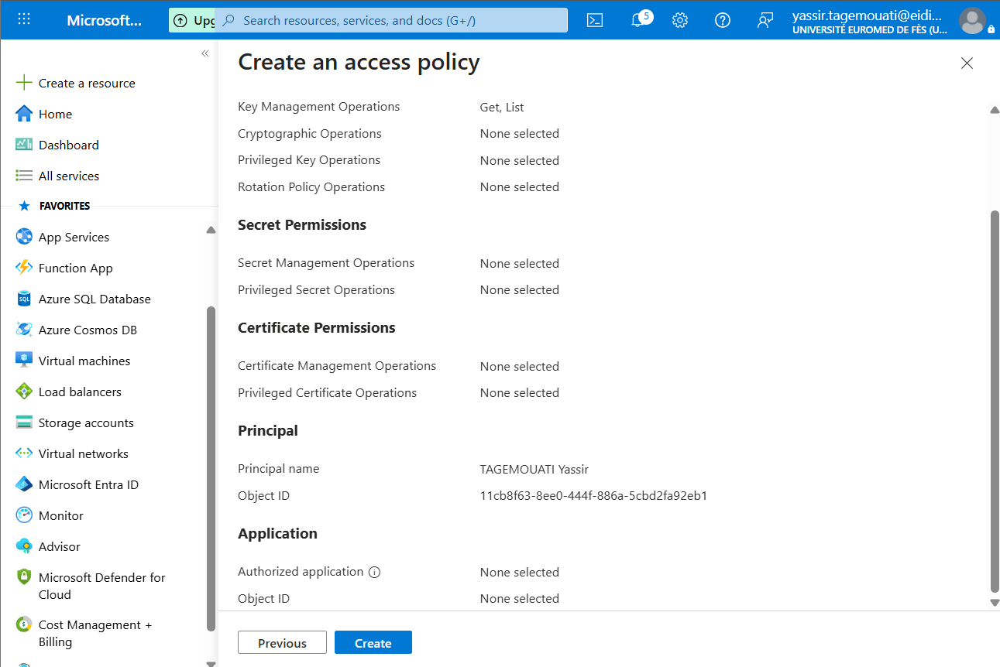 Microsoft...
Upg
Search resources, services, and docs (G+/)
5
yassir.tagemouati@eidi...
UNIVERSITÉ EUROMED DE FÈS (U...
Create a resource
Home
Dashboard
All services
FAVORITES
App Services
Function App
SQL
Azure SQL Database
Azure Cosmos DB
Virtual machines
Load balancers
Storage accounts
Virtual networks
Microsoft Entra ID
Monitor
Advisor
Microsoft Defender for
Cloud
Cost Management +
Billing
Create an access policy
Key Management Operations Get, List
Cryptographic Operations None selected
Privileged Key Operations None selected
Rotation Policy Operations None selected
Secret Permissions
Secret Management Operations None selected
Privileged Secret Operations None selected
Certificate Permissions
Certificate Management Operations None selected
Privileged Certificate Operations None selected
Principal
Principal name TAGEMOUATI Yassir
Object ID 11cb8f63-8ee0-444f-886a-5cbd2fa92eb1
Application
Authorized application None selected
Object ID None selected
Previous Create